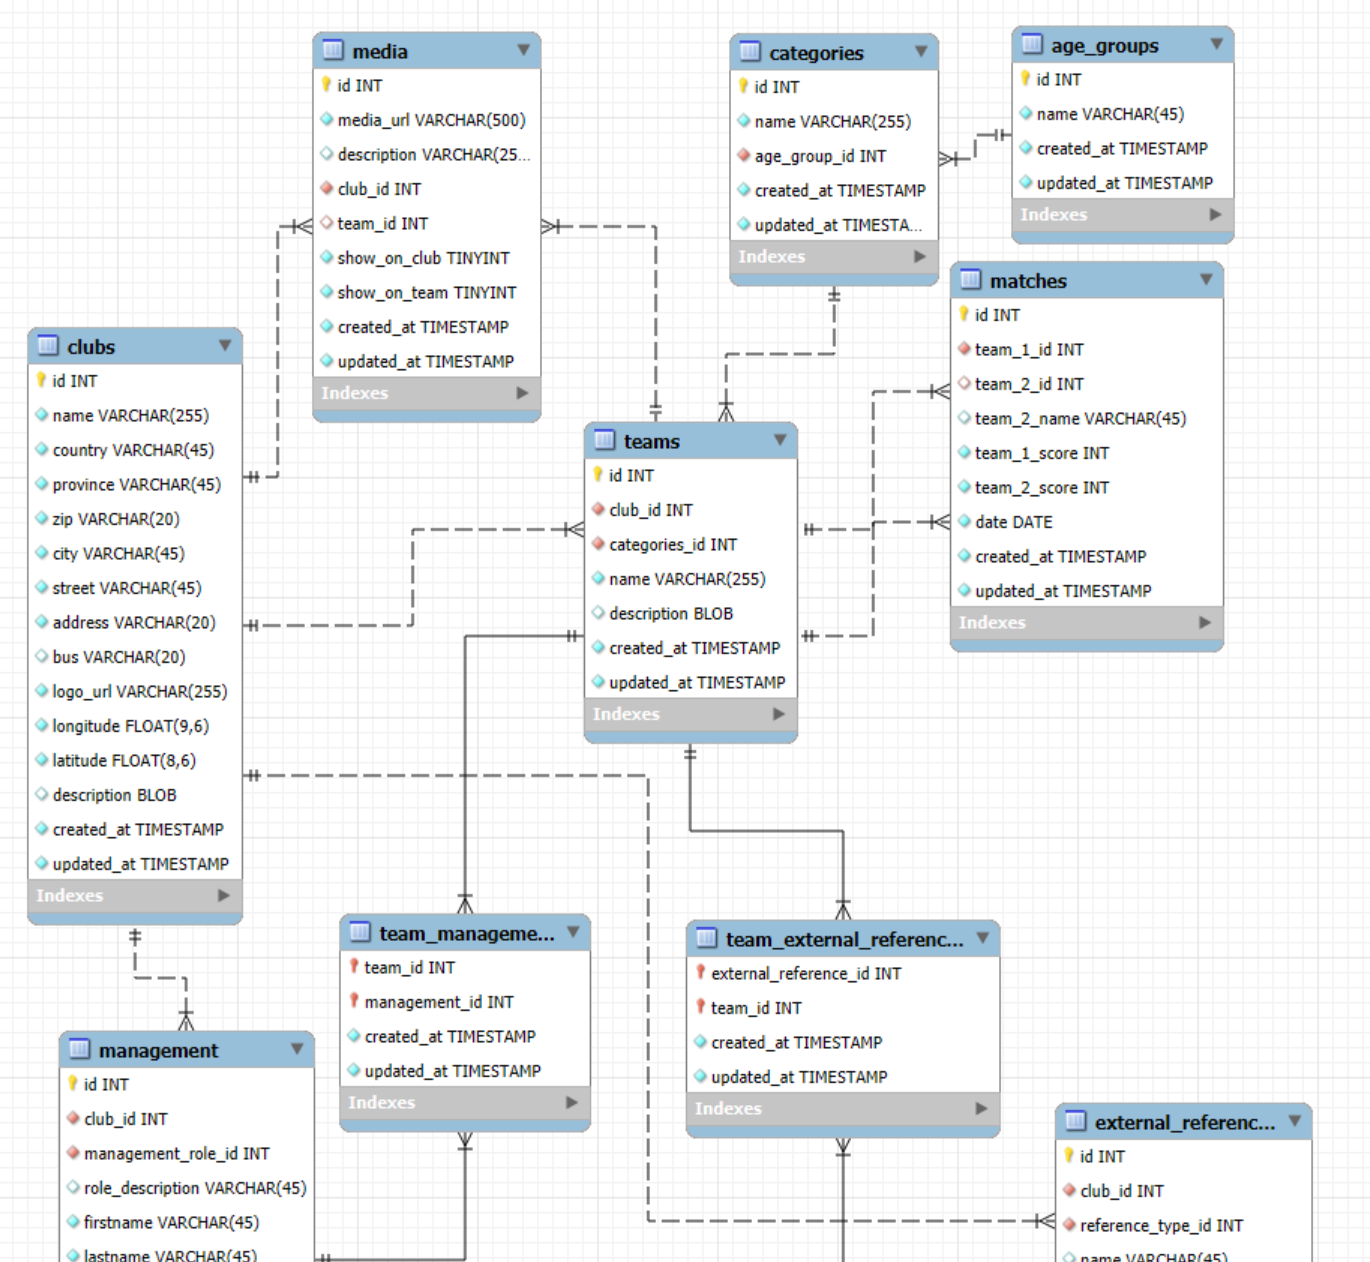 media
id INT
media_url VARCHAR(500)
description VARCHAR(25...
club_id INT
team_id INT
show_on_club TINYINT
show_on_team TINYINT
created_at TIMESTAMP
updated_at TIMESTAMP
Indexes
categories
id INT
name VARCHAR(255)
age_group_id INT
created_at TIMESTAMP
updated_at TIMESTA...
Indexes
age_groups
id INT
name VARCHAR(45)
created_at TIMESTAMP
updated_at TIMESTAMP
Indexes
matches
id INT
team_1_id INT
team_2_id INT
team_2_name VARCHAR(45)
team_1_score INT
team_2_score INT
date DATE
created_at TIMESTAMP
updated_at TIMESTAMP
Indexes
clubs
id INT
name VARCHAR(255)
country VARCHAR(45)
province VARCHAR(45)
zip VARCHAR(20)
city VARCHAR(45)
street VARCHAR(45)
address VARCHAR(20)
bus VARCHAR(20)
logo_url VARCHAR(255)
longitude FLOAT(9,6)
latitude FLOAT(8,6)
description BLOB
created_at TIMESTAMP
updated_at TIMESTAMP
Indexes
teams
id INT
club_id INT
categories_id INT
name VARCHAR(255)
description BLOB
created_at TIMESTAMP
updated_at TIMESTAMP
Indexes
team_manageme...
team_id INT
management_id INT
created_at TIMESTAMP
updated_at TIMESTAMP
Indexes
team_external_referenc...
external_reference_id INT
team_id INT
created_at TIMESTAMP
updated_at TIMESTAMP
Indexes
management
id INT
club_id INT
management_role_id INT
role_description VARCHAR(45)
firstname VARCHAR(45)
lastname VARCHAR(45)
external_referenc...
id INT
club_id INT
reference_type_id INT
name VARCHAR(45)